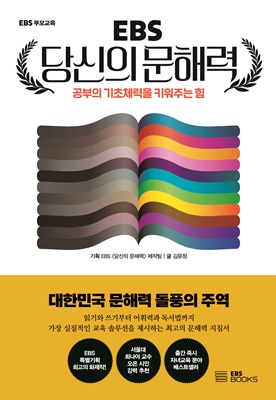 EBS 부모교육
EBS
당신의 문해력
공부의 기초체력을 키워주는 힘
기획 EBS 〈당신의 문해력〉 제작팀 | 글 김윤정
대한민국 문해력 돌풍의 주역
읽기와 쓰기부터 어휘력과 독서법까지
가장 실질적인 교육 솔루션을 제시하는 최고의 문해력 지침서
EBS
특별기획
최고의 화제작!
서울대
최나야 교수
오은 시인
강력 추천
출간 즉시
자녀교육 분야
베스트셀러
EBS
BOOKS